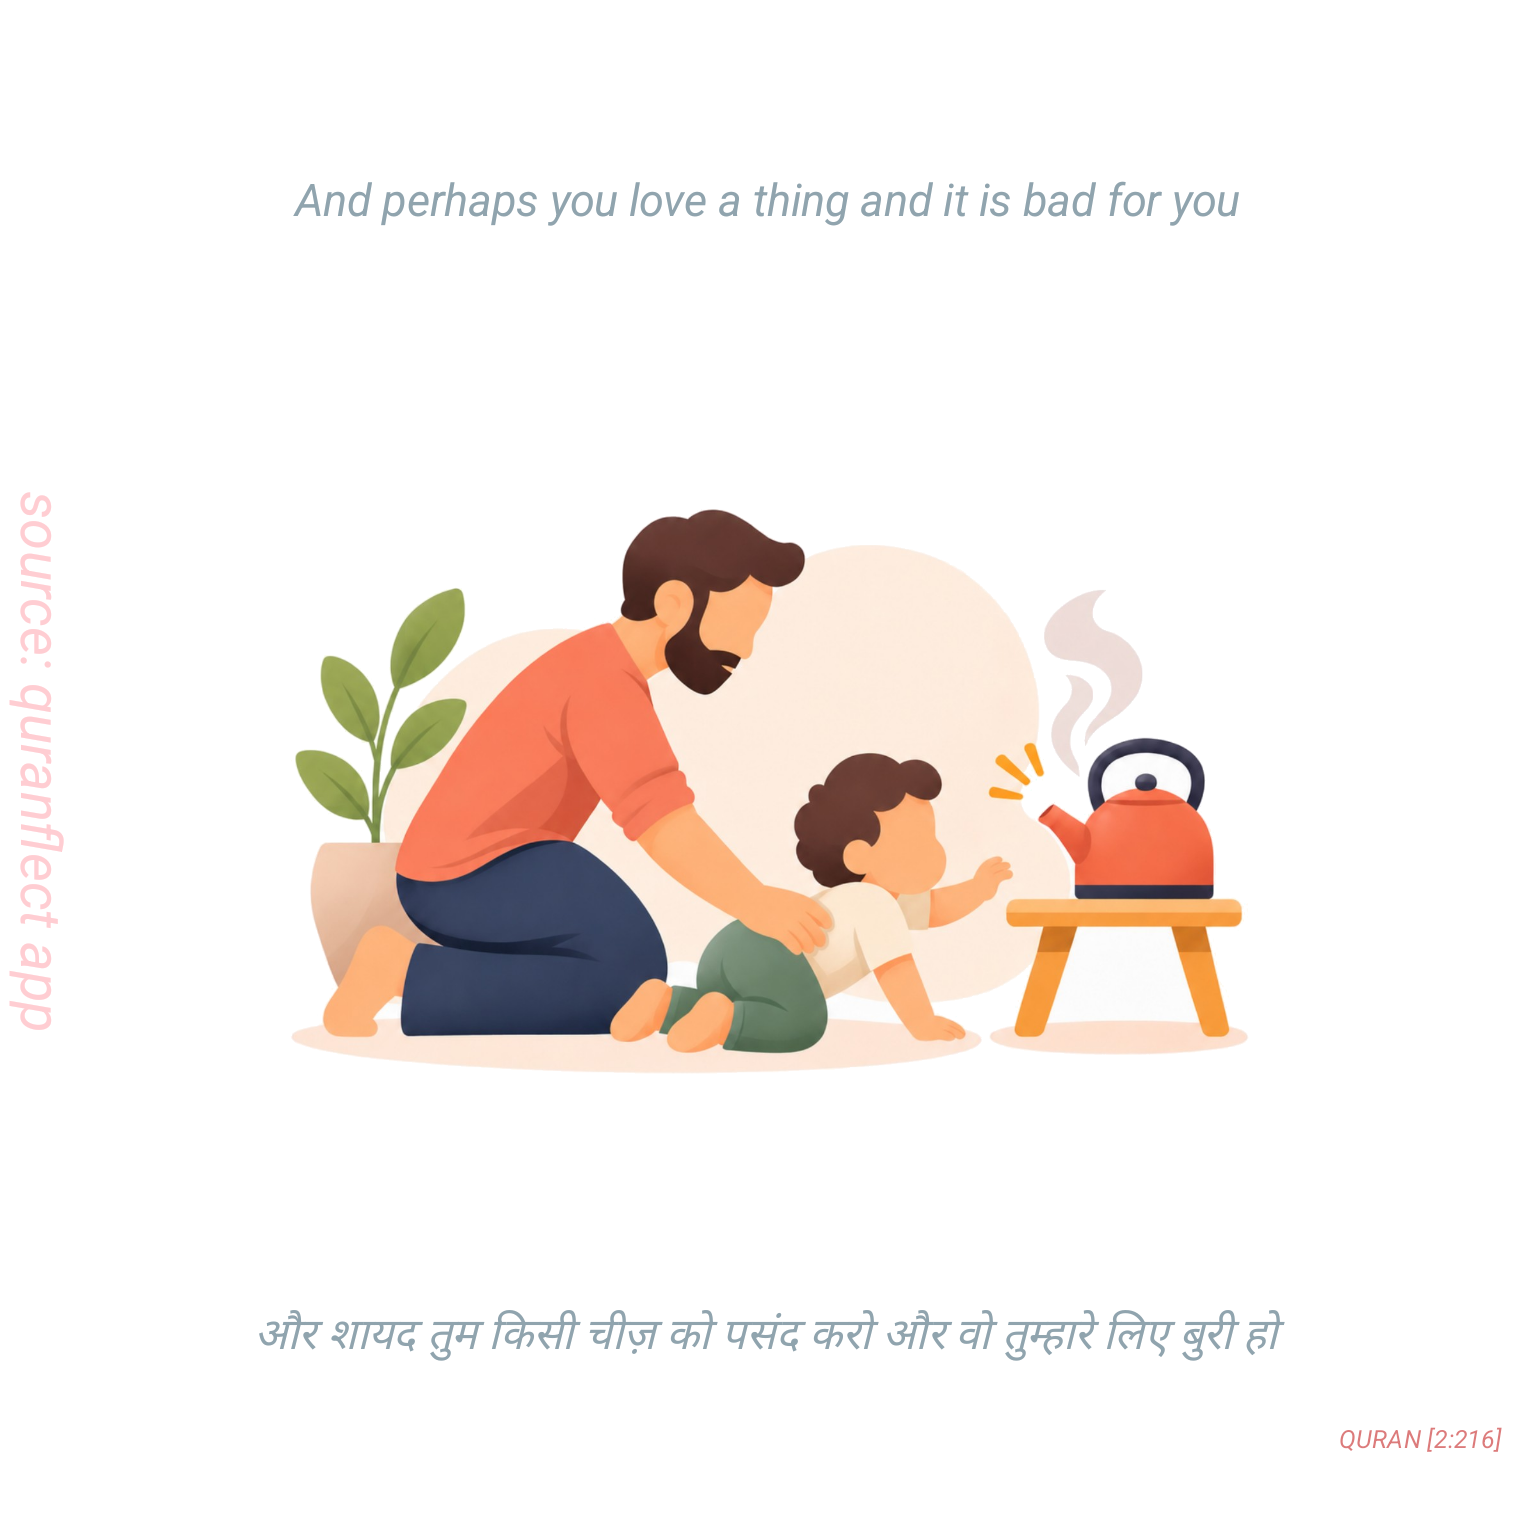 And perhaps you love a thing and it is bad for you
source: quranflect app
और शायद तुम किसी चीज़ को पसंद करो और वो तुम्हारे लिए बुरी हो
QURAN [2:216]